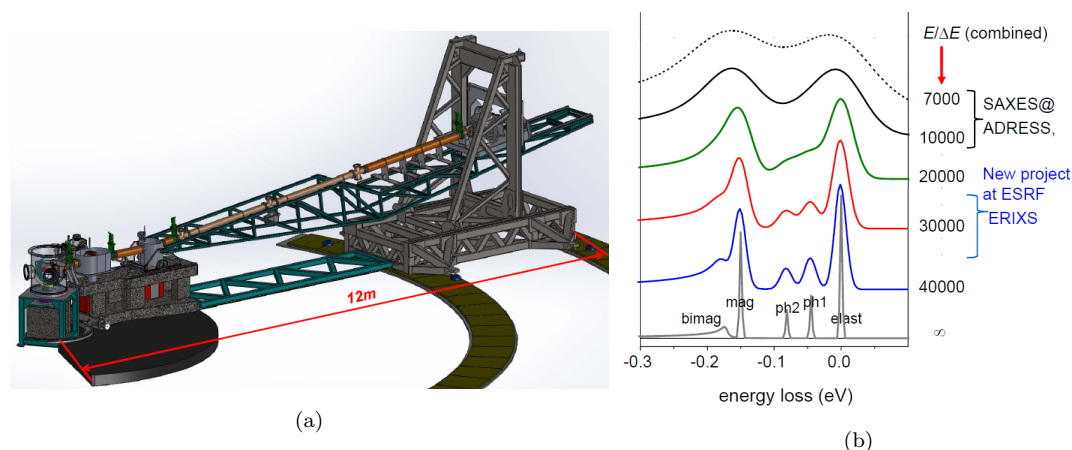 12m
(a)
E/ΔE (combined)
7000
10000
SAXES@
ADRESS,
20000
New project
at ESRF
ERIXS
30000
40000
∞
bimag
mag
ph2
ph1
elast
-0.3
-0.2
-0.1
0.0
energy loss (eV)
(b)